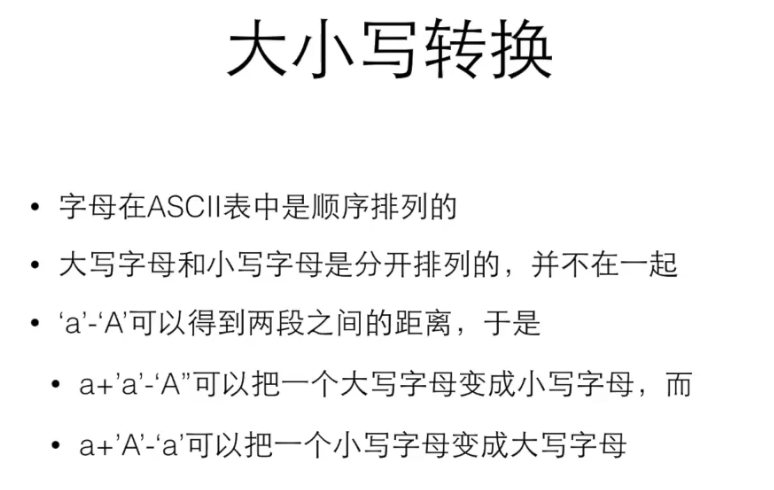 大小写转换
• 字母在ASCII表中是顺序排列的
• 大写字母和小写字母是分开排列的，并不在一起
• ‘a’-‘A’可以得到两段之间的距离，于是
• a+’a’-‘A”可以把一个大写字母变成小写字母，而
• a+’A’-‘a’可以把一个小写字母变成大写字母